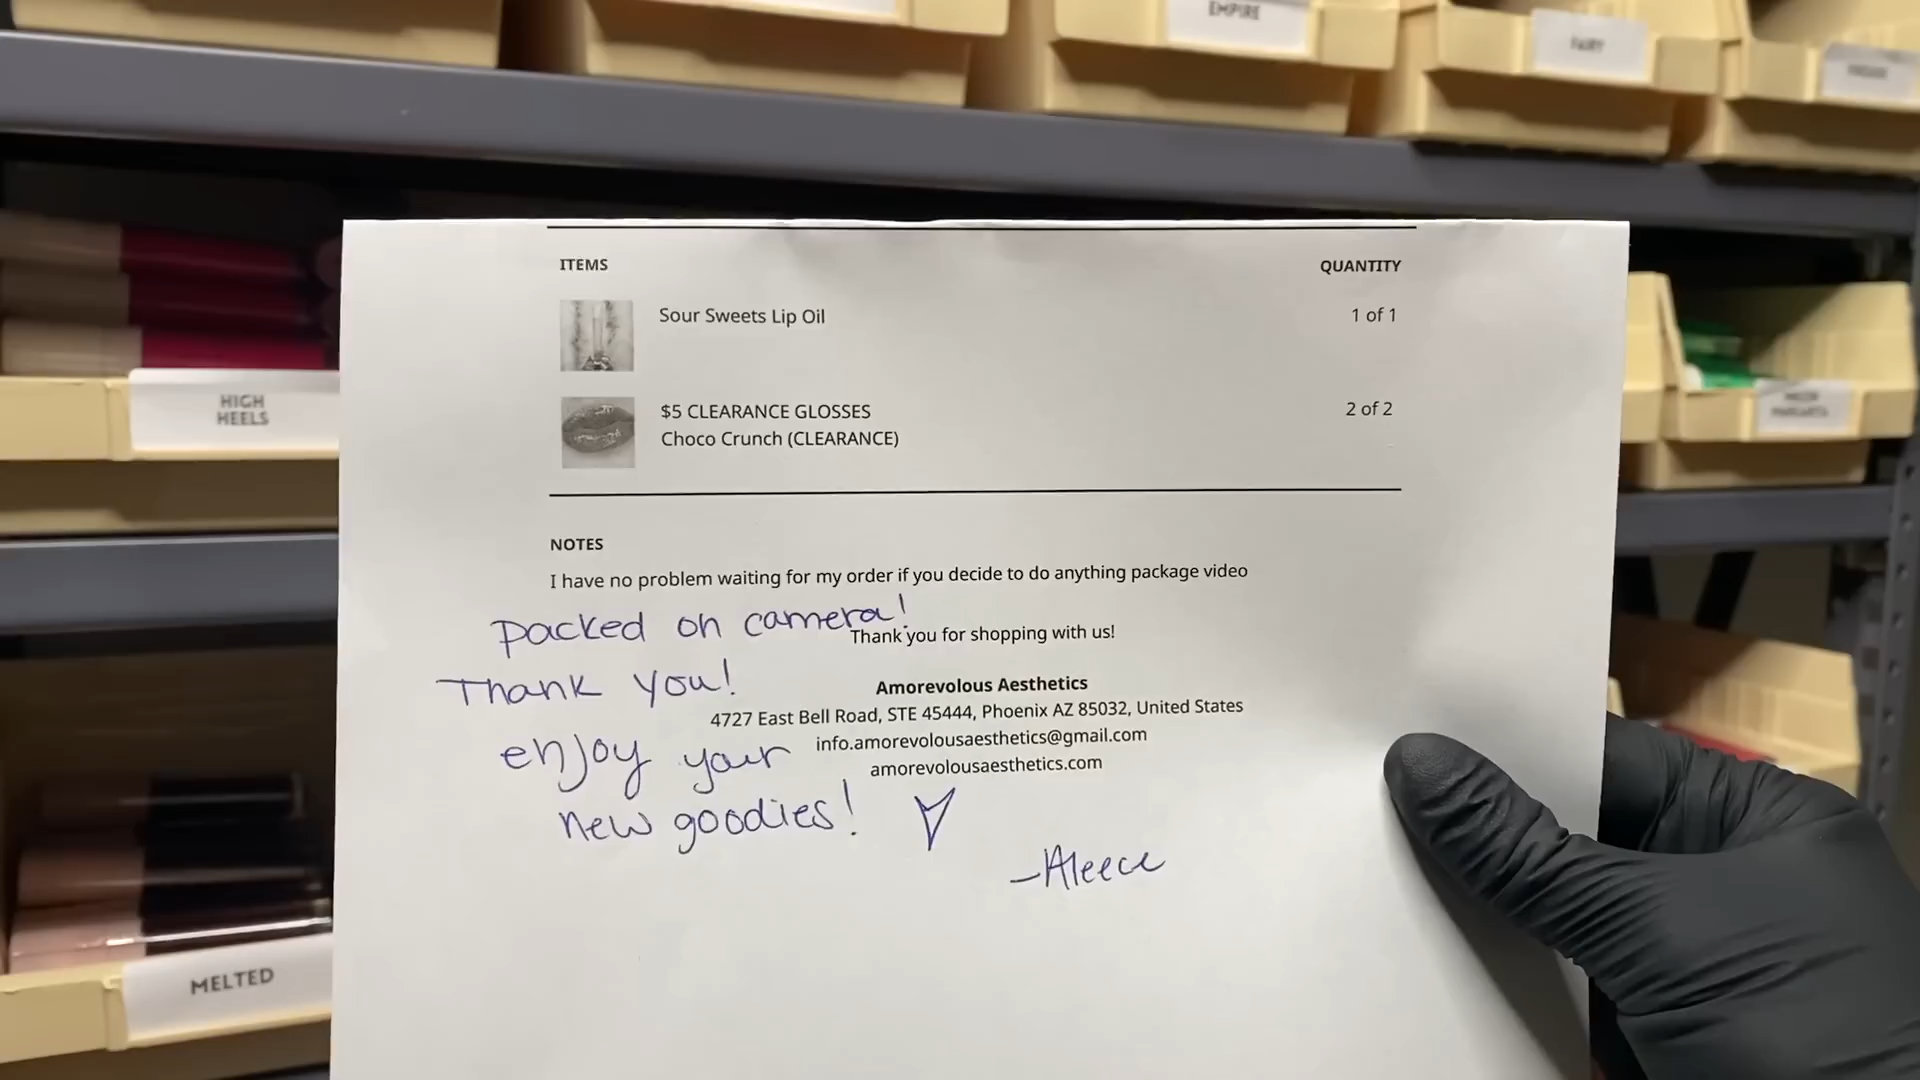 EMPIRE
FAIRY
HIGH
HEELS
MELTED
ITEMS QUANTITY
Sour Sweets Lip Oil 1 of 1
$5 CLEARANCE GLOSSES 2 of 2
Choco Crunch (CLEARANCE)
NOTES
I have no problem waiting for my order if you decide to do anything package video
packed on camera!
Thank you for shopping with us!
Thank you!
Amorevolous Aesthetics
4727 East Bell Road, STE 45444, Phoenix AZ 85032, United States
enjoy your
info.amorevolousaesthetics@gmail.com
amorevolousaesthetics.com
new goodies!
-Aleece